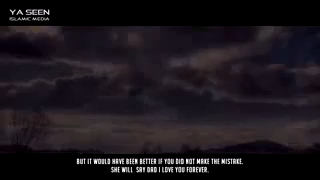 YA SEEN
ISLAMIC MEDIA
BUT IT WOULD HAVE BEEN BETTER IF YOU DID NOT MAKE THE MISTAKE.
SHE WILL SAY DAD I LOVE YOU FOREVER.